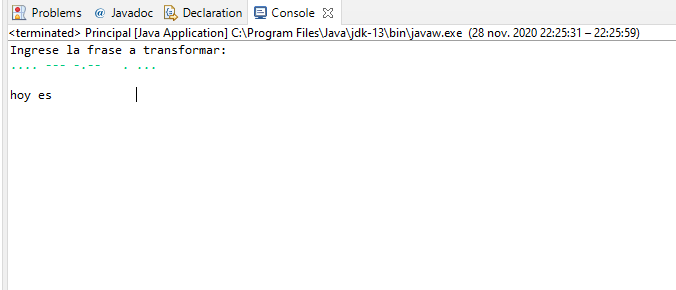 Problems @ Javadoc Declaration Console
<terminated> Principal [Java Application] C:\Program Files\Java\jdk-13\bin\javaw.exe (28 nov. 2020 22:25:31 – 22:25:59)
Ingrese la frase a transformar:
.... --- -.--   . ...
hoy es